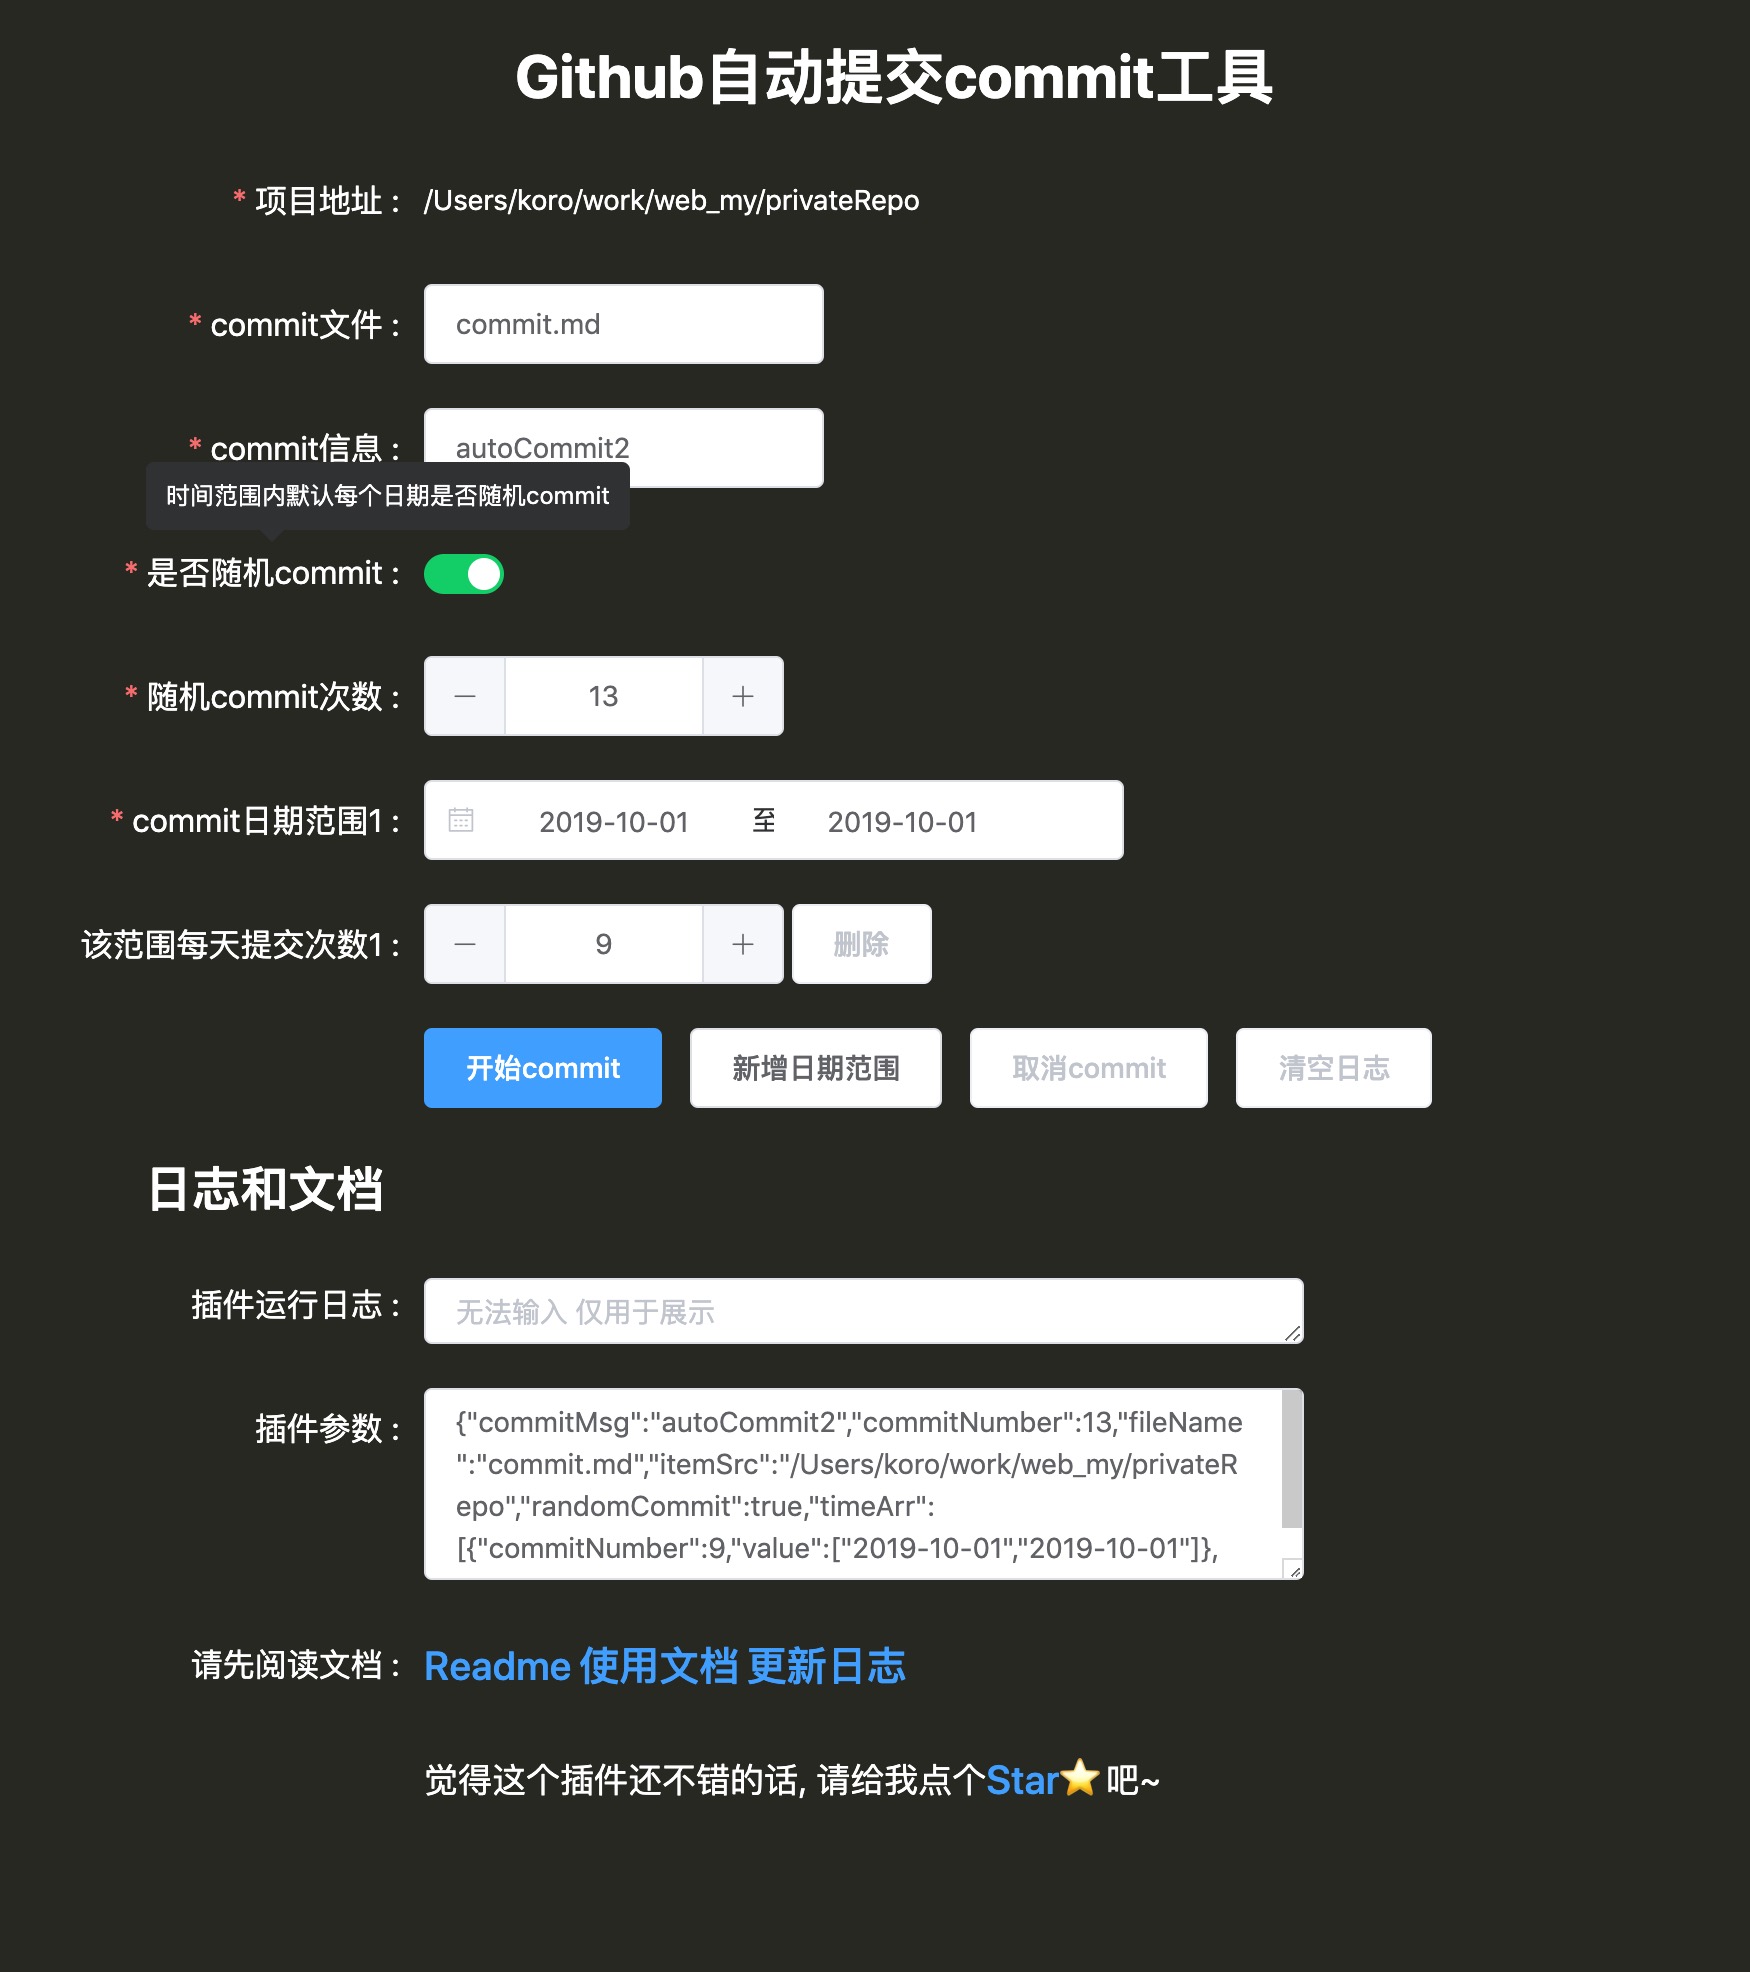 Github自动提交commit工具
* 项目地址 : /Users/koro/work/web_my/privateRepo
* commit文件 : commit.md
* commit信息 : autoCommit2
时间范围内默认每个日期是否随机commit
* 是否随机commit :
* 随机commit次数 : 13
* commit日期范围1 : 2019-10-01 至 2019-10-01
该范围每天提交次数1 : 9 删除
开始commit 新增日期范围 取消commit 清空日志
日志和文档
插件运行日志 : 无法输入 仅用于展示
插件参数 : {"commitMsg":"autoCommit2","commitNumber":13,"fileName
":"commit.md","itemSrc":"/Users/koro/work/web_my/privateR
epo","randomCommit":true,"timeArr":
[{"commitNumber":9,"value":["2019-10-01","2019-10-01"]},
请先阅读文档 : Readme 使用文档 更新日志
觉得这个插件还不错的话, 请给我点个Star⭐ 吧~